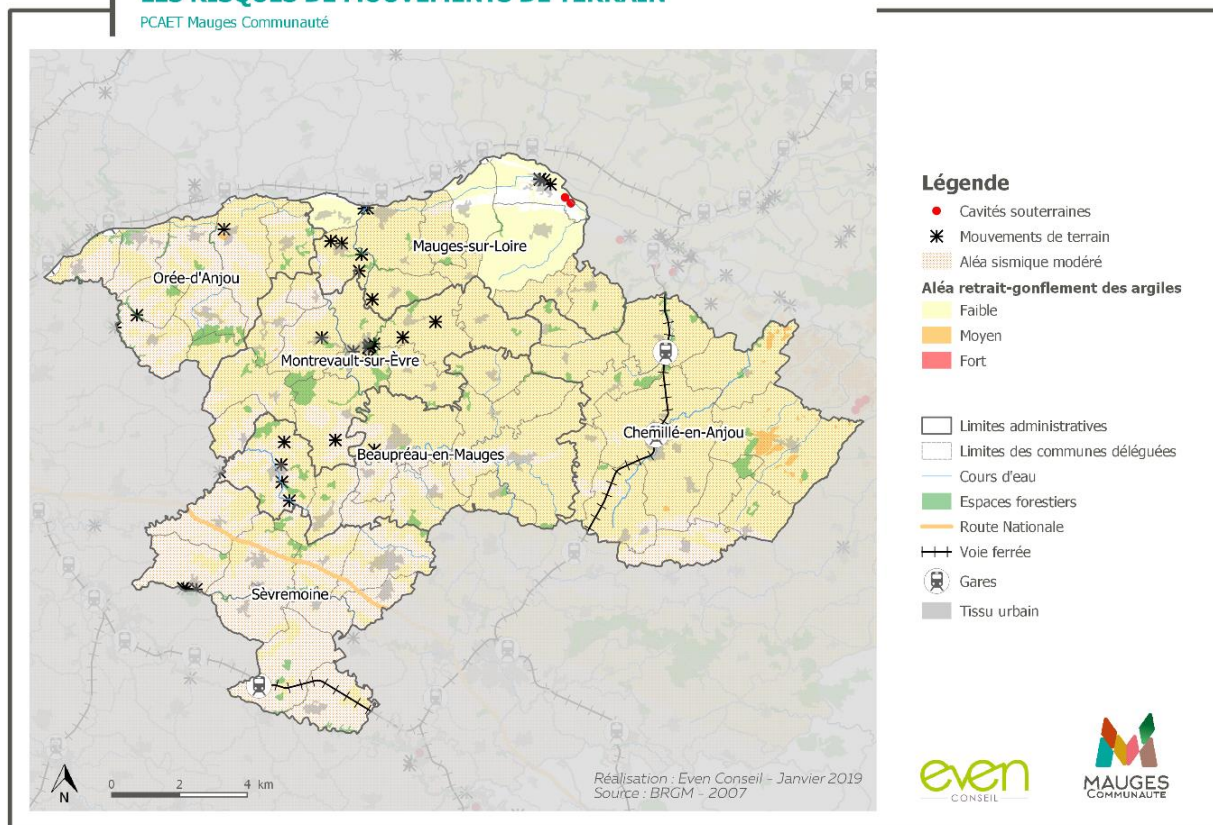 PCAET Mauges Communauté
Mauges-sur-Loire
Orée-d'Anjou
Montrevault-sur-Èvre
Chemillé-en-Anjou
Beaupréau-en-Mauges
Sèvremoine
N
0 2 4 km
Réalisation : Even Conseil - Janvier 2019
Source : BRGM - 2007
Légende
Cavités souterraines
Mouvements de terrain
Aléa sismique modéré
Aléa retrait-gonflement des argiles
Faible
Moyen
Fort
Limites administratives
Limites des communes déléguées
Cours d'eau
Espaces forestiers
Route Nationale
Voie ferrée
Gares
Tissu urbain
even
CONSEIL
MAUGES
COMMUNAUTÉ